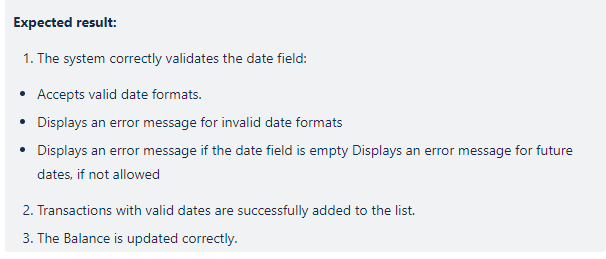 Expected result:
1. The system correctly validates the date field:
• Accepts valid date formats.
• Displays an error message for invalid date formats
• Displays an error message if the date field is empty Displays an error message for future
dates, if not allowed
2. Transactions with valid dates are successfully added to the list.
3. The Balance is updated correctly.